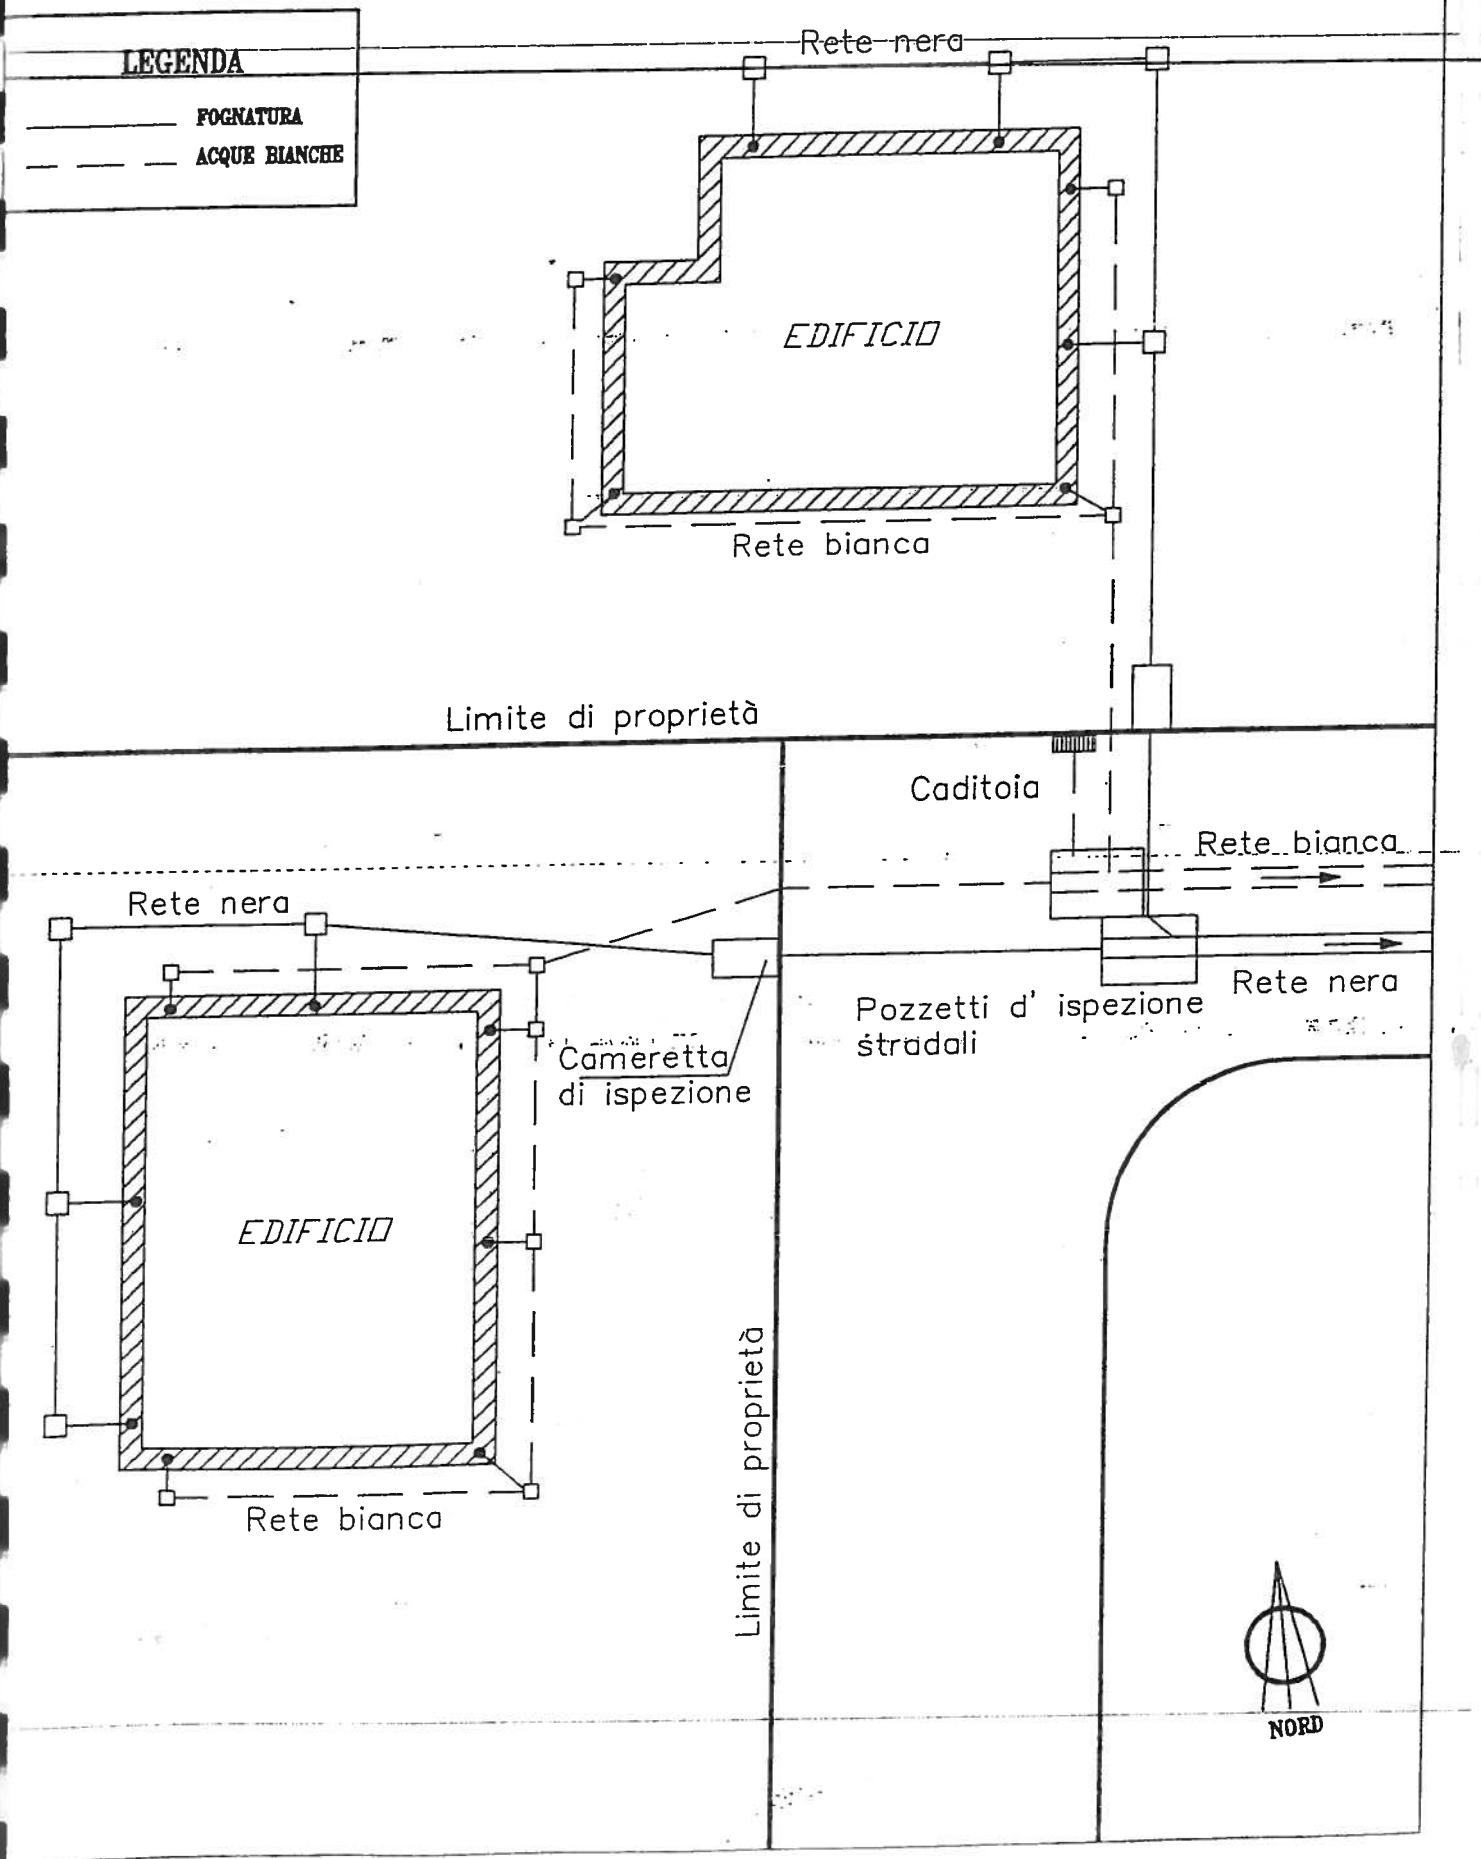 LEGENDA
FOGNATURA
ACQUE BIANCHE
Rete nera
EDIFICIO
Rete bianca
Limite di proprietà
Caditoia
Rete bianca
Rete nera
Rete nera
Pozzetti d' ispezione
stradali
Cameretta
di ispezione
EDIFICIO
Limite di proprietà
Rete bianca
NORD